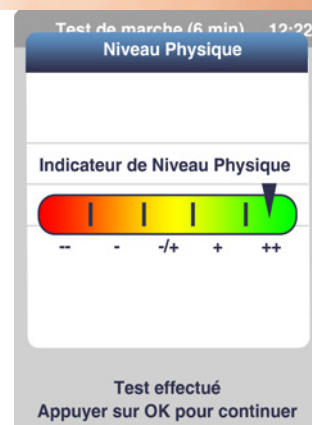 Test de marche (6 min) 12:22
Niveau Physique
Indicateur de Niveau Physique
-- - -/+ + ++
Test effectué
Appuyer sur OK pour continuer